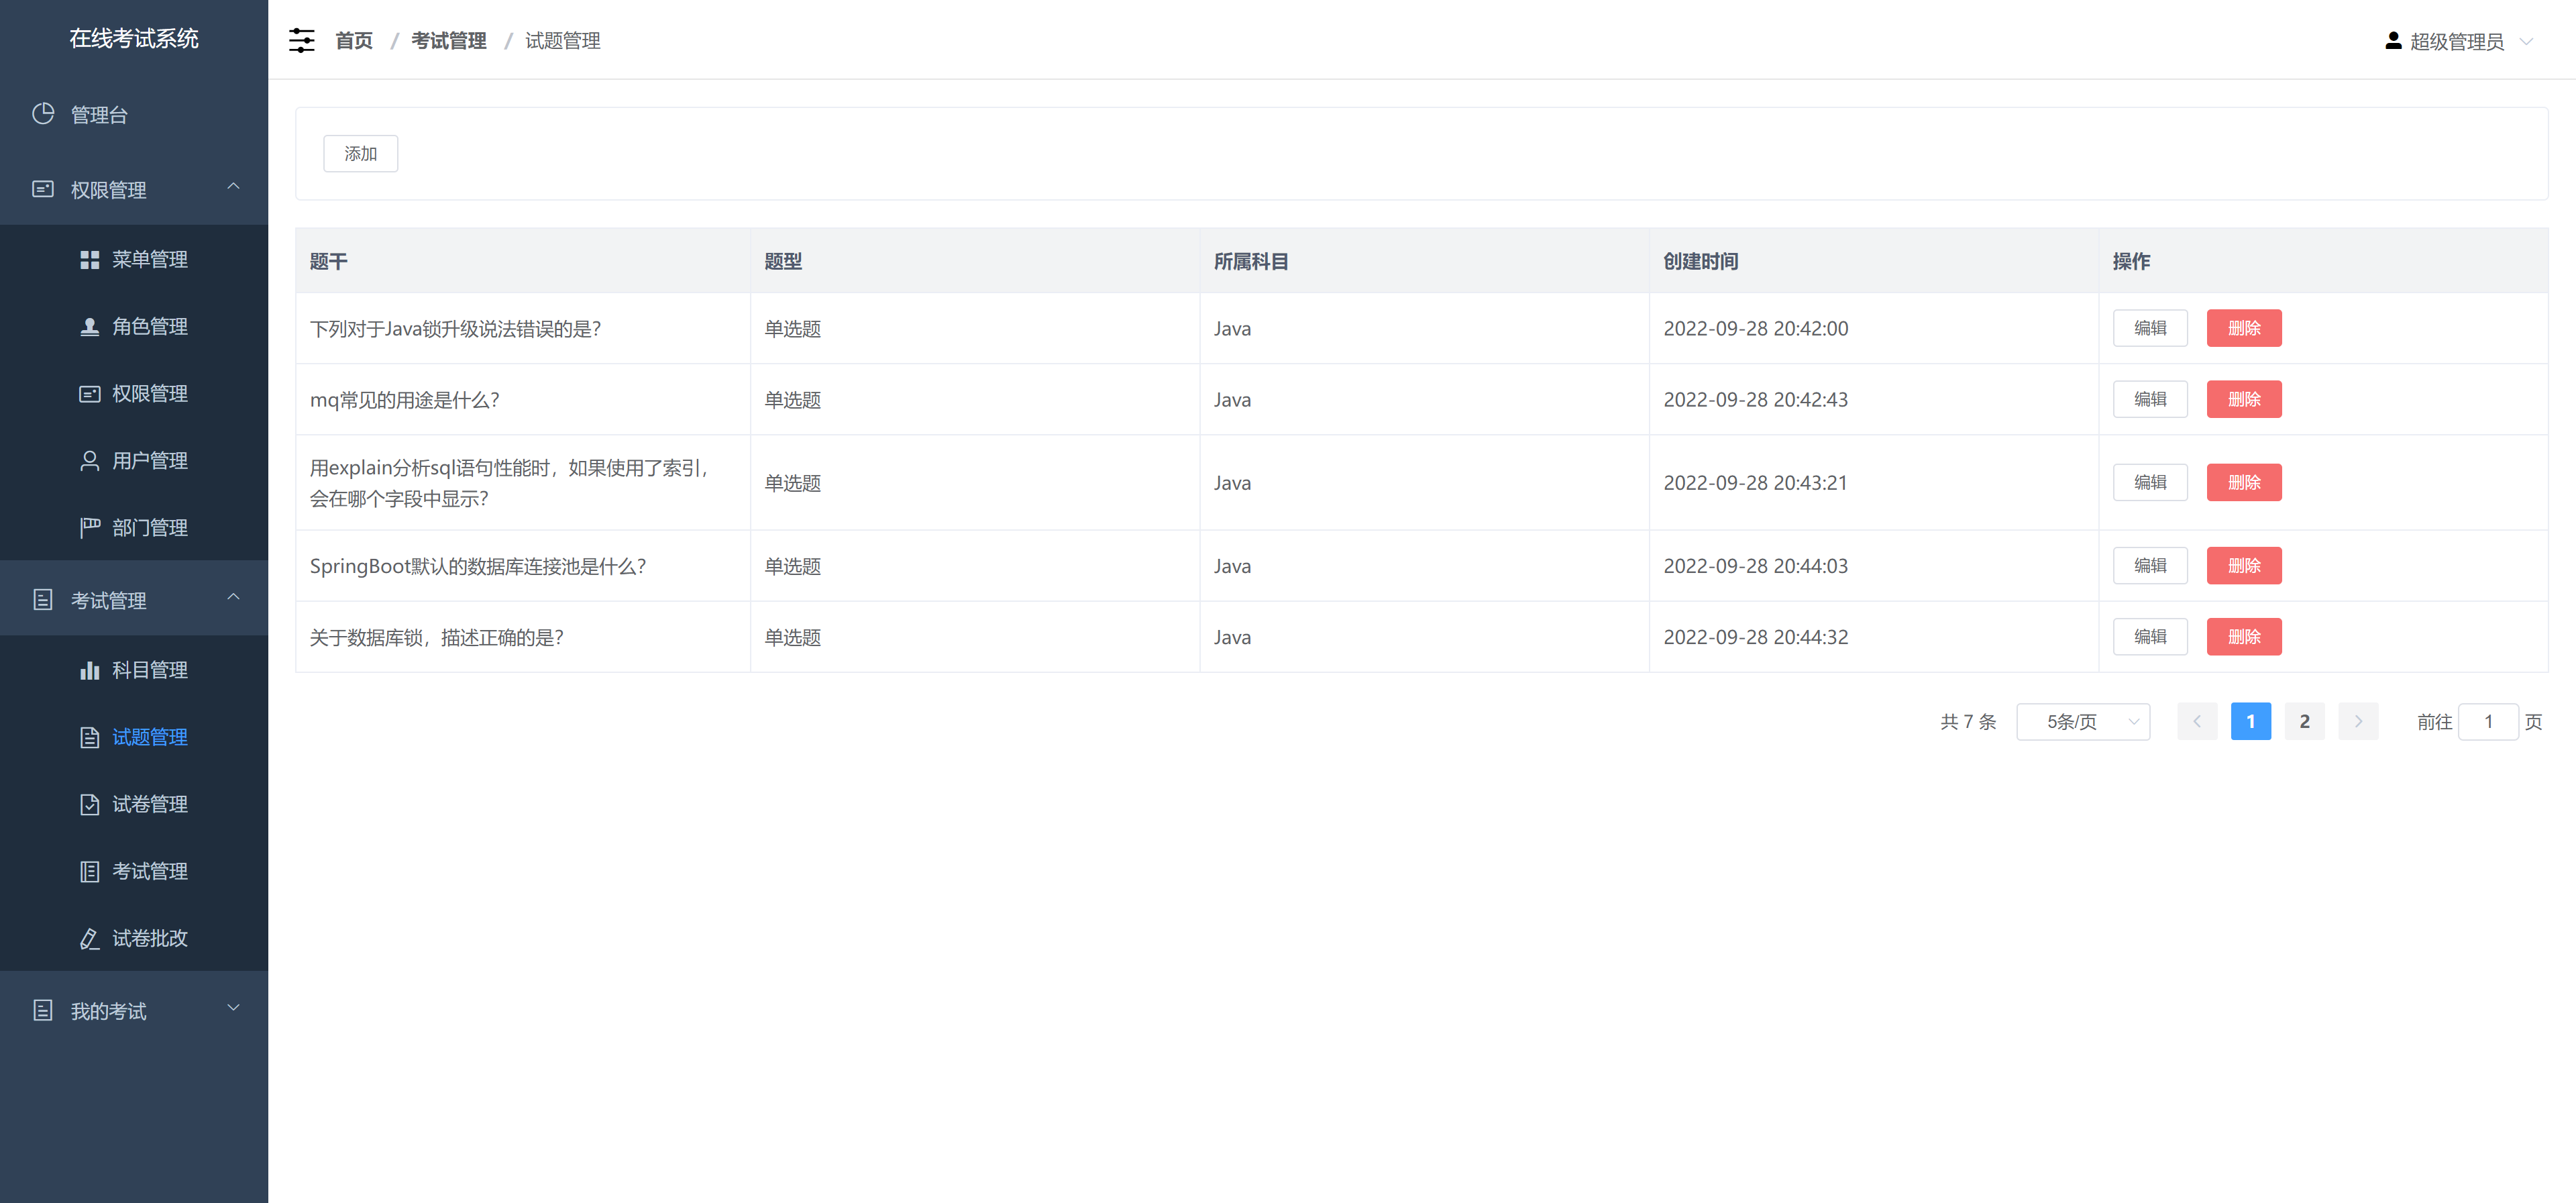 在线考试系统
首页 / 考试管理 / 试题管理
超级管理员
管理台
权限管理
菜单管理
角色管理
权限管理
用户管理
部门管理
考试管理
科目管理
试题管理
试卷管理
考试管理
试卷批改
我的考试
添加
题干 题型 所属科目 创建时间 操作
下列对于Java锁升级说法错误的是? 单选题 Java 2022-09-28 20:42:00 编辑 删除
mq常见的用途是什么? 单选题 Java 2022-09-28 20:42:43 编辑 删除
用explain分析sql语句性能时，如果使用了索引，
会在哪个字段中显示? 单选题 Java 2022-09-28 20:43:21 编辑 删除
SpringBoot默认的数据库连接池是什么? 单选题 Java 2022-09-28 20:44:03 编辑 删除
关于数据库锁，描述正确的是? 单选题 Java 2022-09-28 20:44:32 编辑 删除
共 7 条 5条/页 1 2 前往 1 页